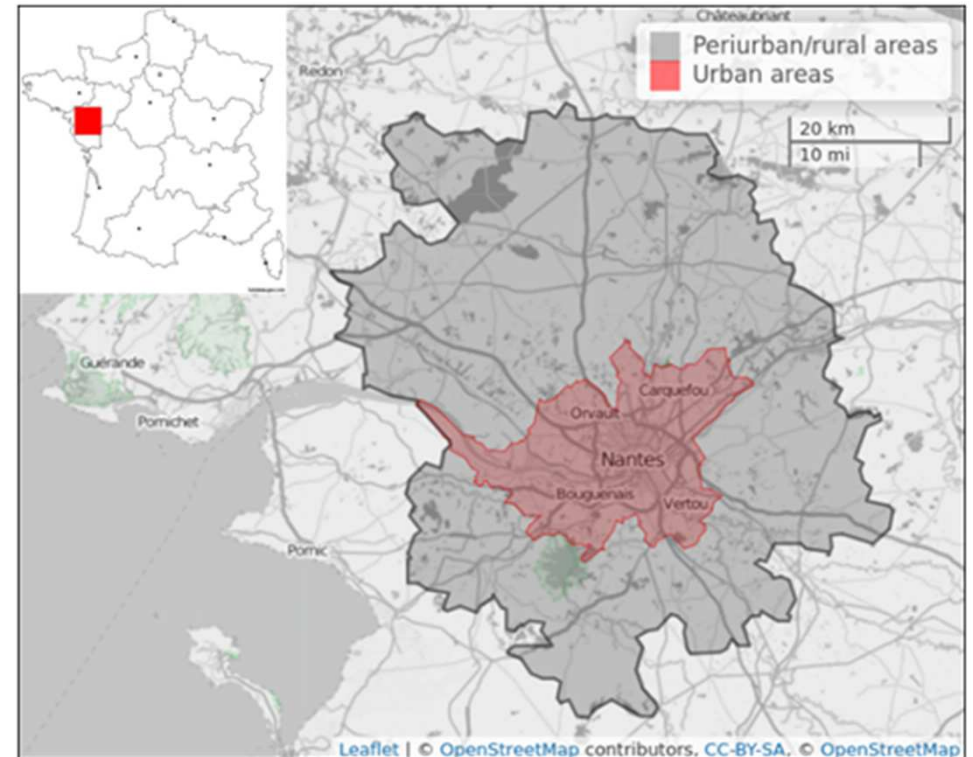 Châteaubriant
Periurban/rural areas
Urban areas
Redon
20 km
10 mi
Guérande
Pornichet
Carquefou
Orvault
Nantes
Bouguenais
Vertou
Pornic
Leaflet | © OpenStreetMap contributors, CC-BY-SA, © OpenStreetMap